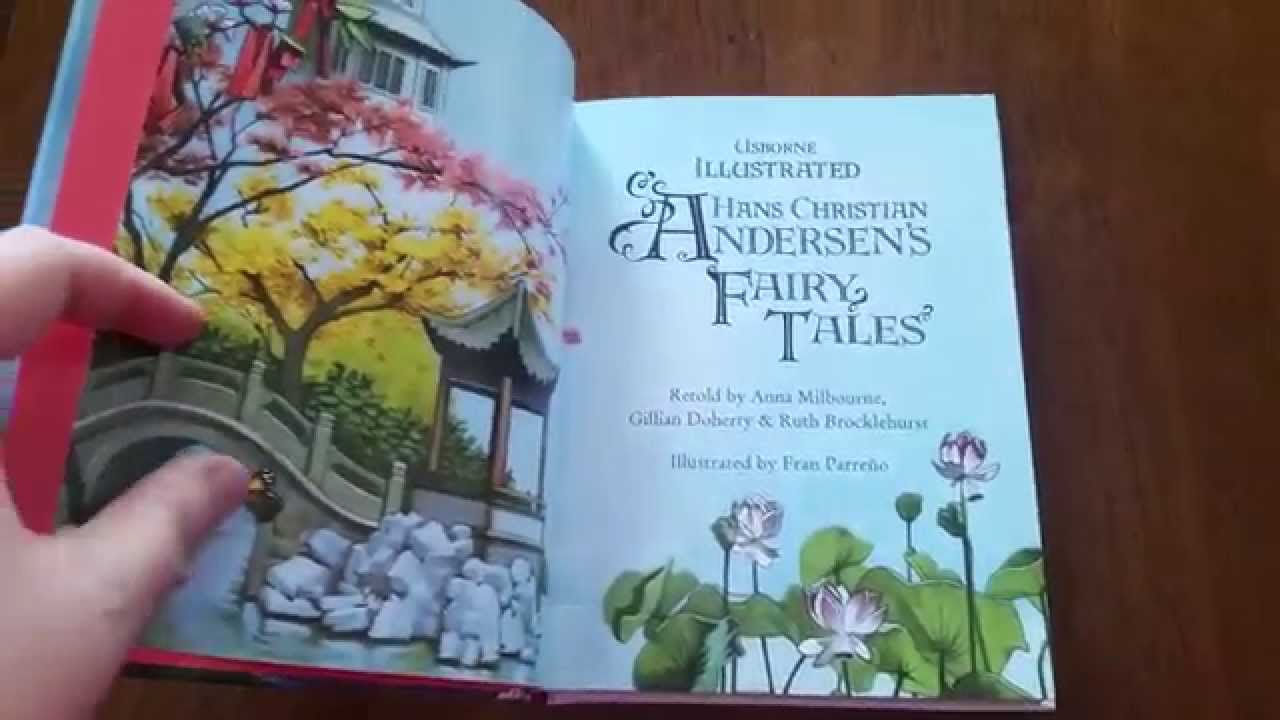 USBORNE
ILLUSTRATED
HANS CHRISTIAN
ANDERSEN'S
FAIRY
TALES
Retold by Anna Milbourne,
Gillian Doherty & Ruth Brocklehurst
Illustrated by Fran Parreño